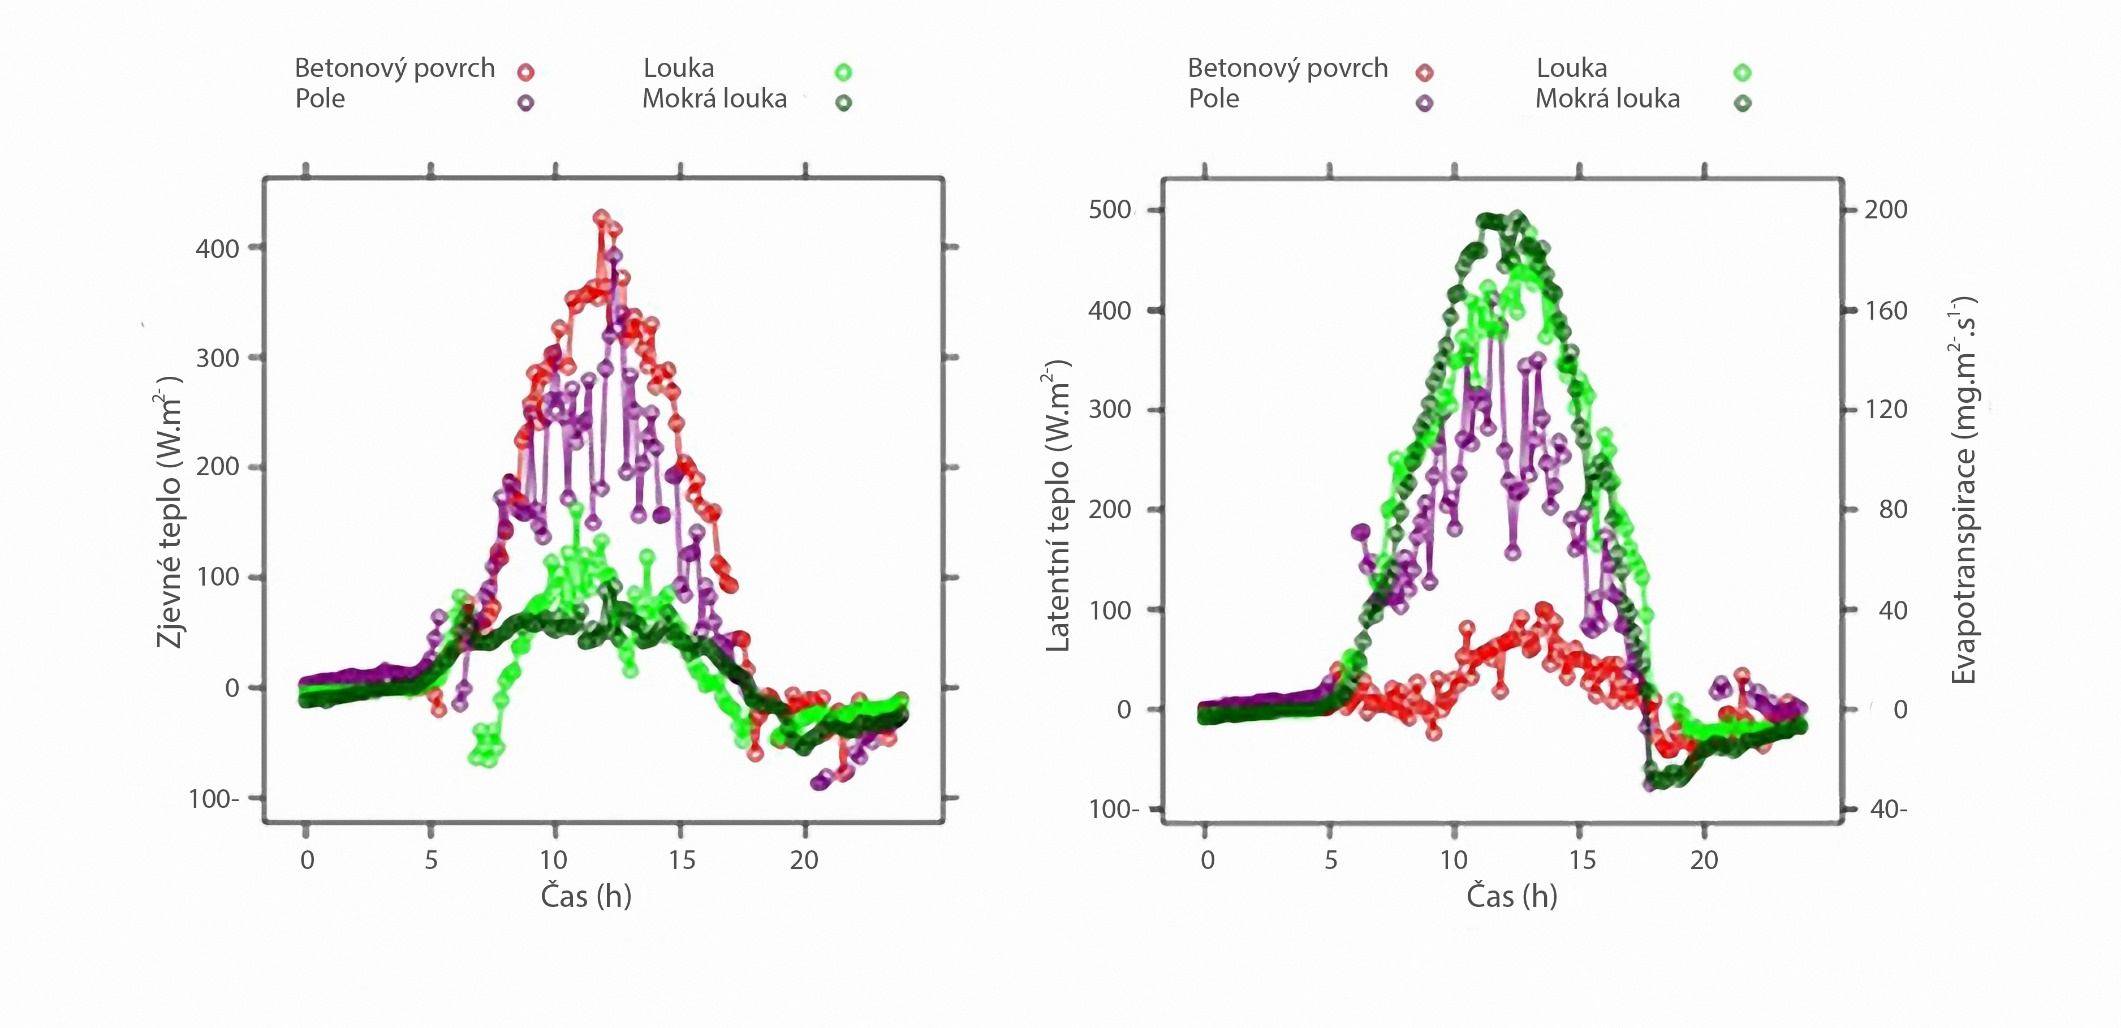 Betonový povrch Louka
Pole Mokrá louka
400
300
200
100
0
100-
Zjevné teplo (W.m2-)
0 5 10 15 20
Čas (h)
Betonový povrch Louka
Pole Mokrá louka
500
400
300
200
100
0
100-
Latentní teplo (W.m2-)
200
160
120
80
40
0
40-
Evapotranspirace (mg.m2-.s1-)
0 5 10 15 20
Čas (h)